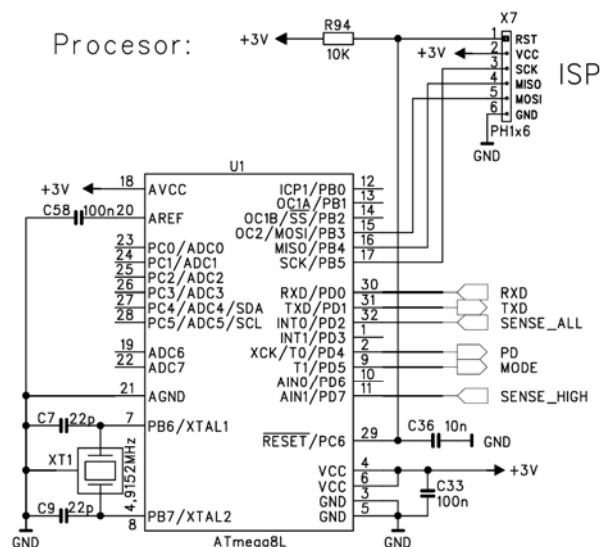 Procesor:
X7
+3V
R94
10K
1 RST
2 VCC
3 SCK
4 MISO
5 MOSI
6 GND
+3V
ISP
PH1x6
GND
U1
+3V
18 AVCC
C58 100n
20 AREF
23 PC0/ADC0
24 PC1/ADC1
25 PC2/ADC2
26 PC3/ADC3
27 PC4/ADC4/SDA
28 PC5/ADC5/SCL
19 ADC6
22 ADC7
21 AGND
C7 22p
7 PB6/XTAL1
XT1
4,9152MHz
C9 22p
8 PB7/XTAL2
GND
ICP1/PB0 12
OC1A/PB1 13
OC1B/SS/PB2 14
OC2/MOSI/PB3 15
MISO/PB4 16
SCK/PB5 17
RXD/PD0 30 RXD
TXD/PD1 31 TXD
INT0/PD2 32 SENSE_ALL
INT1/PD3 1
XCK/T0/PD4 2 PD
T1/PD5 9 MODE
AIN0/PD6 10
AIN1/PD7 11 SENSE_HIGH
RESET/PC6 29
C36 10n
GND
VCC 4
+3V
VCC 6
GND 3
GND 5
C33
100n
GND
ATmega8L